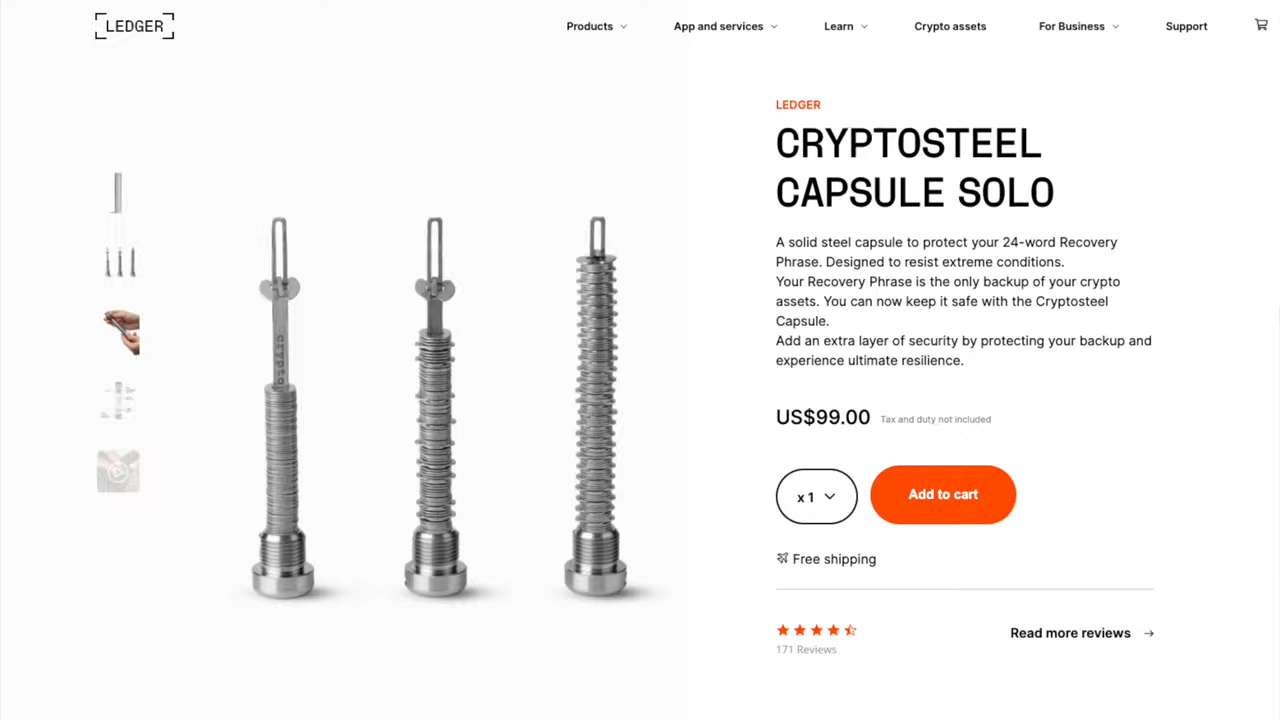 LEDGER
Products
App and services
Learn
Crypto assets
For Business
Support
LEDGER
CRYPTOSTEEL
CAPSULE SOLO
A solid steel capsule to protect your 24-word Recovery
Phrase. Designed to resist extreme conditions.
Your Recovery Phrase is the only backup of your crypto
assets. You can now keep it safe with the Cryptosteel
Capsule.
Add an extra layer of security by protecting your backup and
experience ultimate resilience.
US$99.00 Tax and duty not included
x 1
Add to cart
Free shipping
171 Reviews
Read more reviews